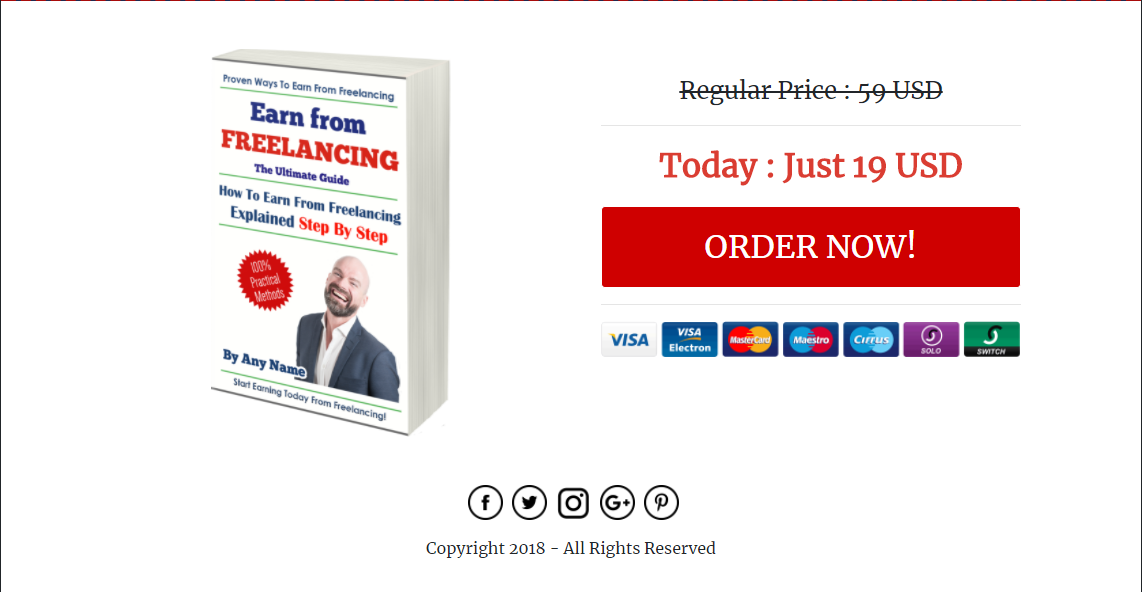 Proven Ways To Earn From Freelancing
Earn from
FREELANCING
The Ultimate Guide
How To Earn From Freelancing
Explained Step By Step
100%
Practical
Methods
By Any Name
Start Earning Today From Freelancing!
Regular Price : 59 USD
Today : Just 19 USD
ORDER NOW!
VISA
VISA
Electron
MasterCard
Maestro
Cirrus
SOLO
SWITCH
Copyright 2018 - All Rights Reserved